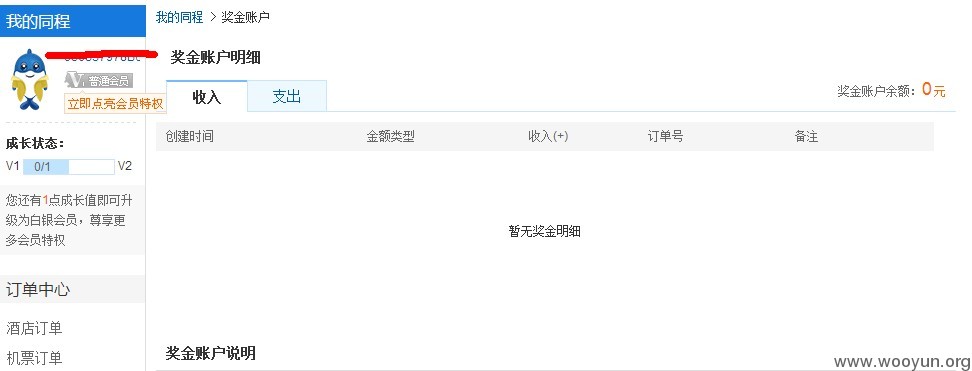 我的同程
我的同程 > 奖金账户
奖金账户明细
V 普通会员
立即点亮会员特权
收入 支出
奖金账户余额：0元
创建时间 金额类型 收入(+) 订单号 备注
成长状态：
V1 0/1 V2
您还有1点成长值即可升
级为白银会员，尊享更
多会员特权
暂无奖金明细
订单中心
酒店订单
机票订单
奖金账户说明
www.wooyun.org